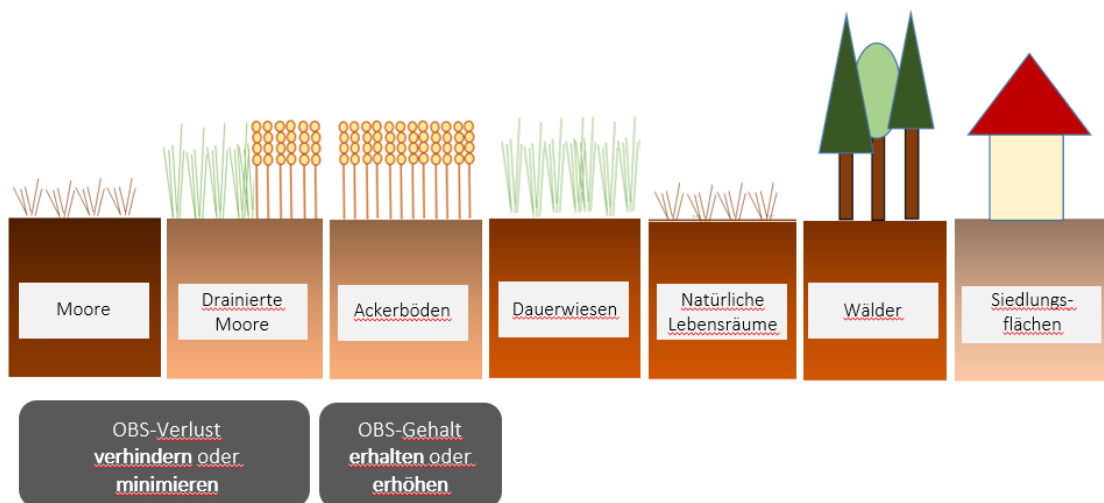 Moore
Drainierte
Moore
Ackerböden
Dauerwiesen
Natürliche
Lebensräume
Wälder
Siedlungs-
flächen
OBS-Verlust
verhindern oder
minimieren
OBS-Gehalt
erhalten oder
erhöhen